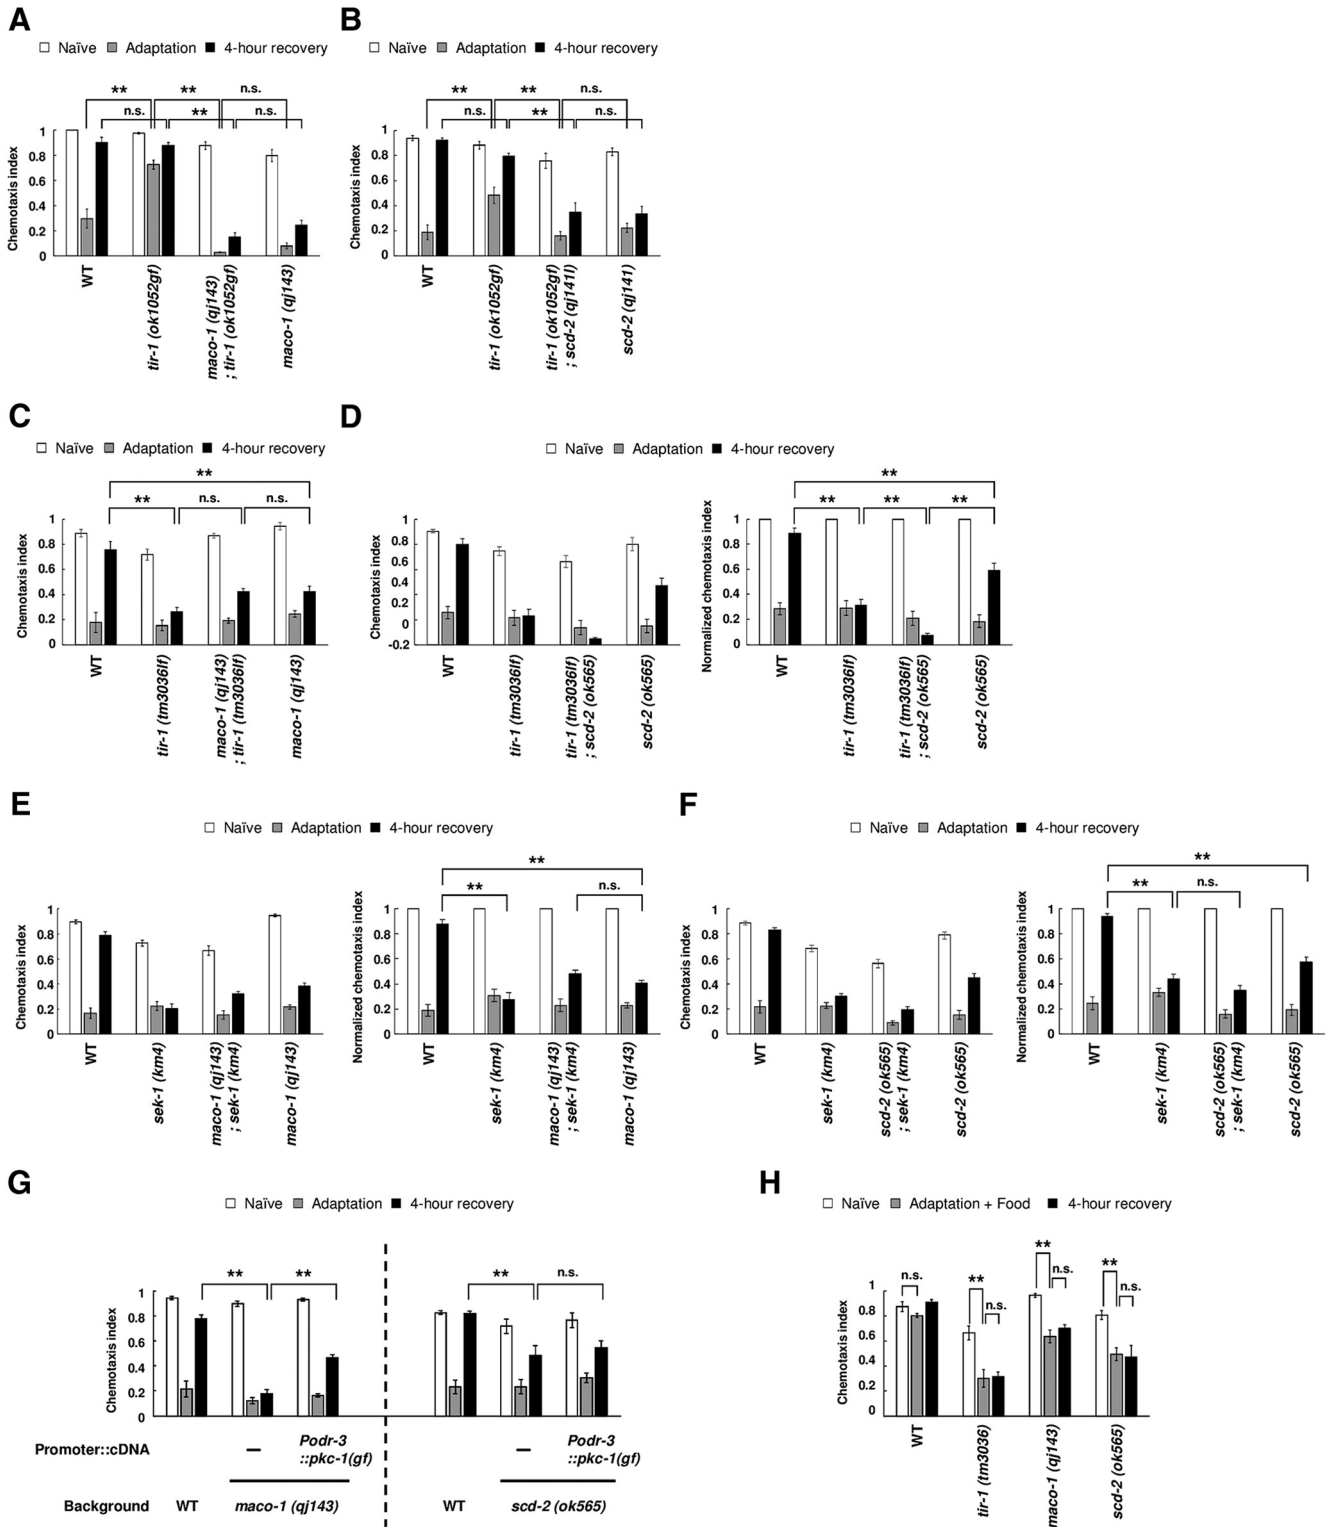 A
B
Naïve Adaptation 4-hour recovery
Naïve Adaptation 4-hour recovery
** ** n.s.
n.s. ** n.s.
** ** n.s.
n.s. ** n.s.
Chemotaxis index
1
0.8
0.6
0.4
0.2
0
WT
tir-1 (ok1052gf)
maco-1 (qj143)
; tir-1 (ok1052gf)
maco-1 (qj143)
Chemotaxis index
1
0.8
0.6
0.4
0.2
0
WT
tir-1 (ok1052gf)
tir-1 (ok1052gf)
; scd-2 (qj141l)
scd-2 (qj141)
C
D
Naïve Adaptation 4-hour recovery
Naïve Adaptation 4-hour recovery
**
** n.s. n.s.
Chemotaxis index
1
0.8
0.6
0.4
0.2
0
WT
tir-1 (tm3036lf)
maco-1 (qj143)
; tir-1 (tm3036lf)
maco-1 (qj143)
Chemotaxis index
1
0.8
0.6
0.4
0.2
0
-0.2
WT
tir-1 (tm3036lf)
tir-1 (tm3036lf)
; scd-2 (ok565)
scd-2 (ok565)
**
** ** **
Normalized chemotaxis index
1
0.8
0.6
0.4
0.2
0
WT
tir-1 (tm3036lf)
tir-1 (tm3036lf)
; scd-2 (ok565)
scd-2 (ok565)
E
F
Naïve Adaptation 4-hour recovery
Naïve Adaptation 4-hour recovery
Chemotaxis index
1
0.8
0.6
0.4
0.2
0
WT
sek-1 (km4)
maco-1 (qj143)
; sek-1 (km4)
maco-1 (qj143)
**
** n.s.
Normalized chemotaxis index
1
0.8
0.6
0.4
0.2
0
WT
sek-1 (km4)
maco-1 (qj143)
; sek-1 (km4)
maco-1 (qj143)
Chemotaxis index
1
0.8
0.6
0.4
0.2
0
WT
sek-1 (km4)
scd-2 (ok565)
; sek-1 (km4)
scd-2 (ok565)
**
** n.s.
Normalized chemotaxis index
1
0.8
0.6
0.4
0.2
0
WT
sek-1 (km4)
scd-2 (ok565)
; sek-1 (km4)
scd-2 (ok565)
G
H
Naïve Adaptation 4-hour recovery
Naïve Adaptation + Food 4-hour recovery
** **
** n.s.
Chemotaxis index
1
0.8
0.6
0.4
0.2
0
Promoter::cDNA – Podr-3
::pkc-1(gf)
– Podr-3
::pkc-1(gf)
Background WT maco-1 (qj143) WT scd-2 (ok565)
n.s. ** n.s. ** n.s. ** n.s.
Chemotaxis index
1
0.8
0.6
0.4
0.2
0
WT
tir-1 (tm3036)
maco-1 (qj143)
scd-2 (ok565)